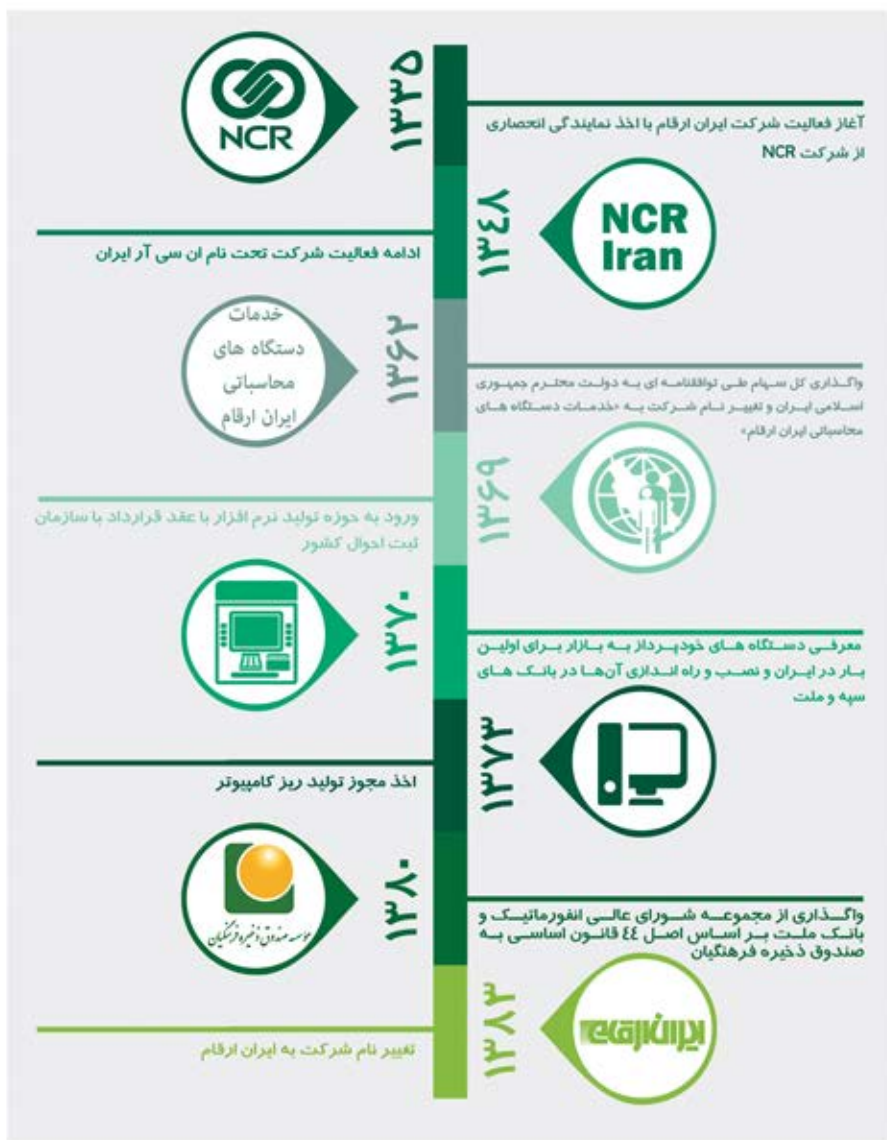 NCR
۱۳۳۵
آغاز فعالیت شرکت ایران ارقام با اخذ نمایندگی انحصاری
از شرکت NCR
NCR
Iran
۱۳۴۸
ادامه فعالیت شرکت تحت نام ان سی آر ایران
خدمات
دستگاه های
محاسباتی
ایران ارقام
۱۳۶۲
واگذاری کل سهام طی توافقنامه ای به دولت محترم جمهوری
اسلامی ایران و تغییر نام شرکت به «خدمات دستگاه های
محاسباتی ایران ارقام»
۱۳۶۹
ورود به حوزه تولید نرم افزار با عقد قرارداد با سازمان
ثبت احوال کشور
۱۳۷۰
معرفی دستگاه های خودپرداز به بازار برای اولین
بار در ایران و نصب و راه اندازی آن‌ها در بانک های
سپه و ملت
۱۳۷۳
اخذ مجوز تولید ریز کامپیوتر
موسسه صندوق ذخیره فرهنگیان
۱۳۸۰
واگذاری از مجموعه شورای عالی انفورماتیک و
بانک ملت بر اساس اصل ٤٤ قانون اساسی به
صندوق ذخیره فرهنگیان
۱۳۸۳
ایران ارقام
تغییر نام شرکت به ایران ارقام